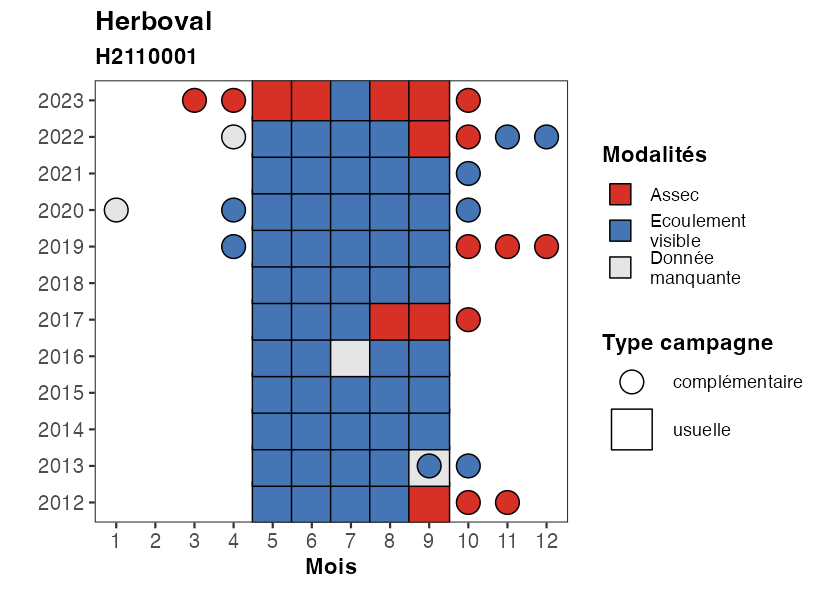 Herboval
H2110001
2023
2022
2021
2020
2019
2018
2017
2016
2015
2014
2013
2012
1 2 3 4 5 6 7 8 9 10 11 12
Mois
Modalités
Assec
Ecoulement
visible
Donnée
manquante
Type campagne
complémentaire
usuelle